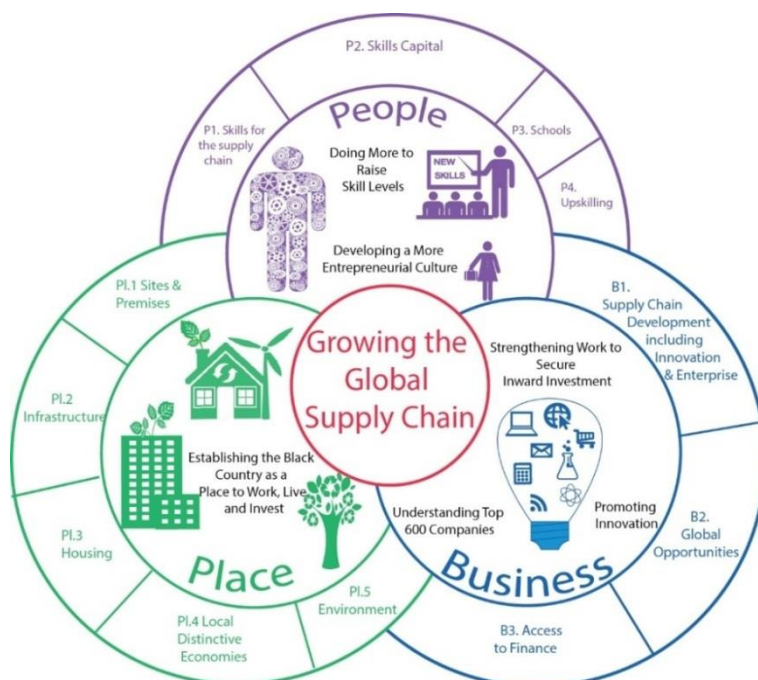 P2. Skills Capital
People
P1. Skills for
the supply
chain
P3. Schools
P4.
Upskilling
Doing More to
Raise
Skill Levels
NEW
SKILLS
Developing a More
Entrepreneurial Culture
Growing the
Global
Supply Chain
Pl.1 Sites &
Premises
Pl.2
Infrastructure
Pl.3
Housing
Pl.4 Local
Distinctive
Economies
Pl.5
Environment
Establishing the Black
Country as a
Place to Work, Live
and Invest
Place
B1.
Supply Chain
Development
including
Innovation
& Enterprise
B2.
Global
Opportunities
B3. Access
to Finance
Strengthening Work to
Secure
Inward Investment
Understanding Top
600 Companies
Promoting
Innovation
Business